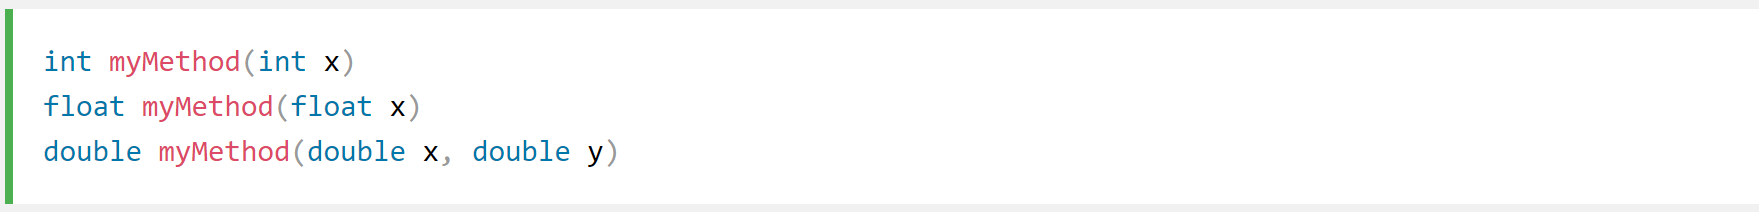 int myMethod(int x)
float myMethod(float x)
double myMethod(double x, double y)